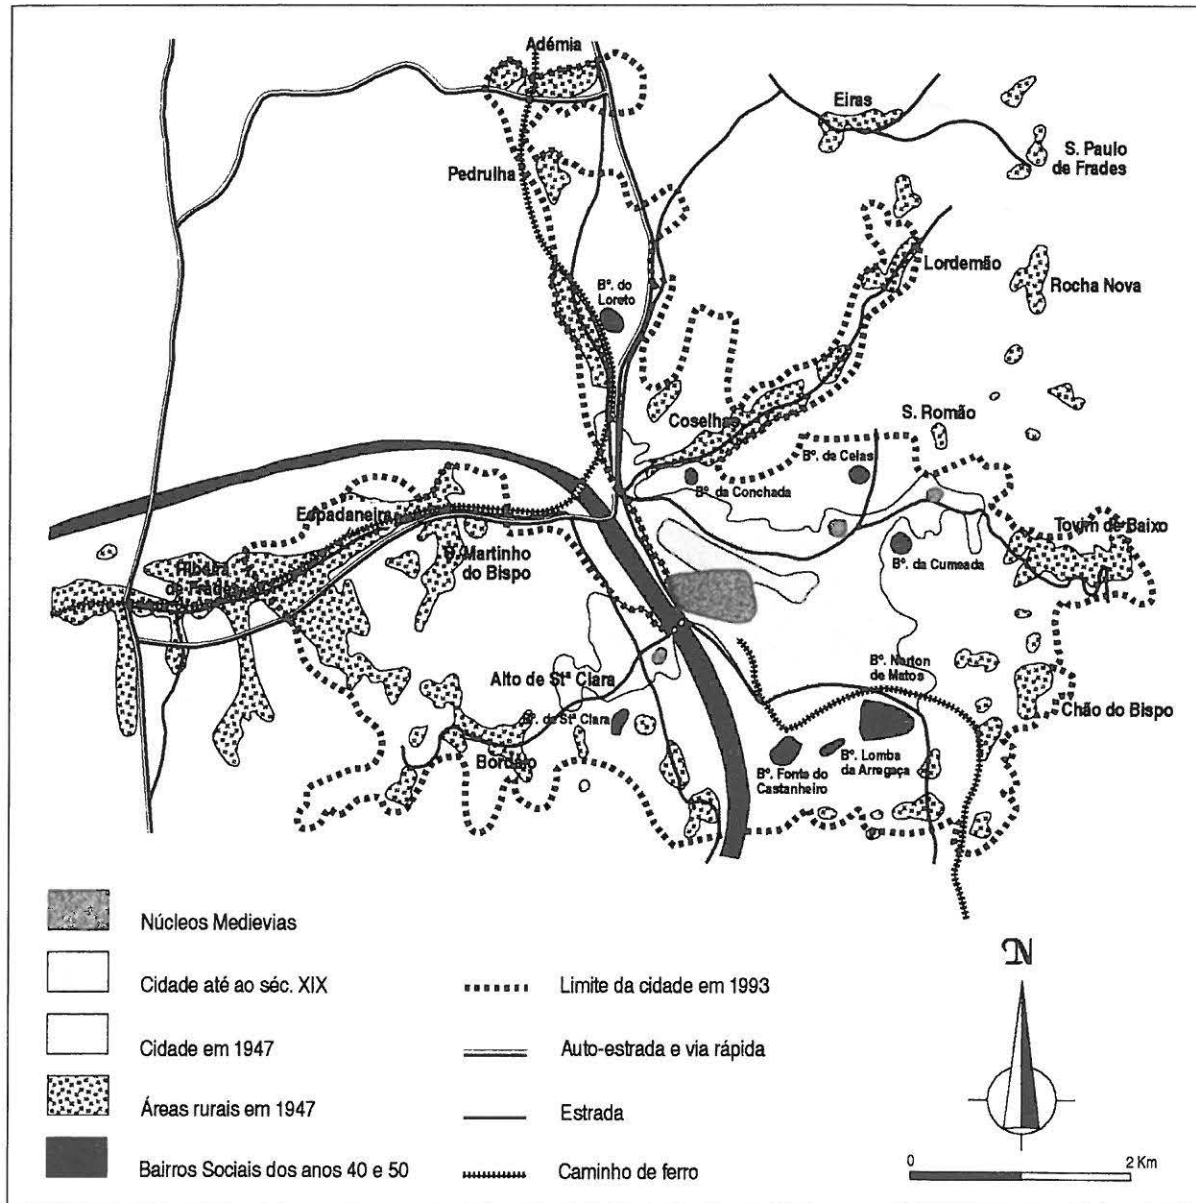 Adémia
Eiras
S. Paulo
de Frades
Pedrulha
Lordemão
Bº. do
Loreto
Rocha Nova
Coselhas
S. Romão
Bº. de Celas
Bº. da Conchada
Espadaneira
Tovim de Baixo
S. Martinho
do Bispo
Bº. da Cumeada
Ribeira
de Frades
Bº. Norton
de Matos
Alto de Stª Clara
Chão do Bispo
Bº. de Stª Clara
Bordalo
Bº. Fonte do
Castanheiro
Bº. Lomba
da Arregaça
Núcleos Medievias
Cidade até ao séc. XIX
Cidade em 1947
Áreas rurais em 1947
Bairros Sociais dos anos 40 e 50
Limite da cidade em 1993
Auto-estrada e via rápida
Estrada
Caminho de ferro
N
0 2 Km